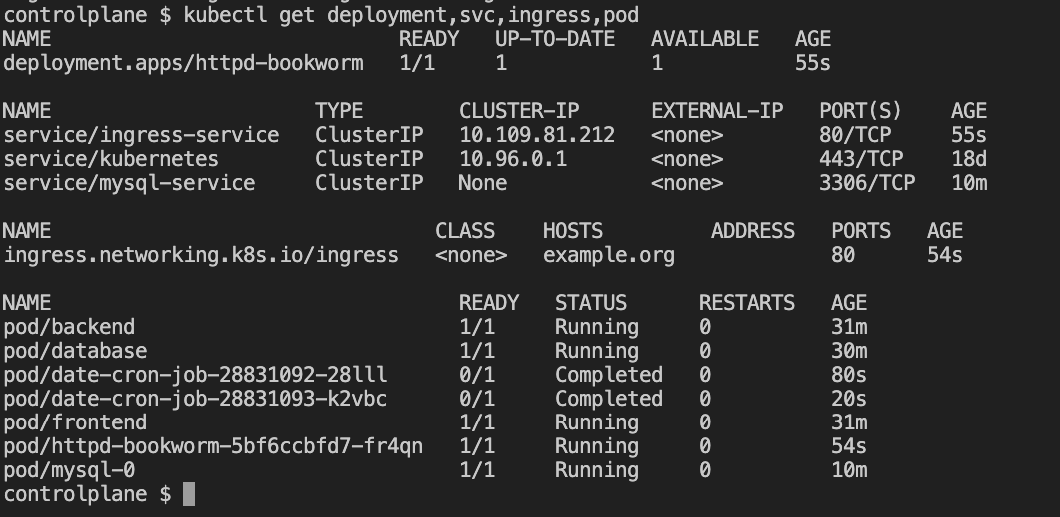 controlplane $ kubectl get deployment,svc,ingress,pod
NAME                             READY   UP-TO-DATE   AVAILABLE   AGE
deployment.apps/httpd-bookworm   1/1     1            1           55s

NAME                      TYPE        CLUSTER-IP      EXTERNAL-IP   PORT(S)    AGE
service/ingress-service   ClusterIP   10.109.81.212   <none>        80/TCP     55s
service/kubernetes        ClusterIP   10.96.0.1       <none>        443/TCP    18d
service/mysql-service     ClusterIP   None            <none>        3306/TCP   10m

NAME                                CLASS    HOSTS         ADDRESS   PORTS   AGE
ingress.networking.k8s.io/ingress   <none>   example.org             80      54s

NAME                                  READY   STATUS      RESTARTS   AGE
pod/backend                           1/1     Running     0          31m
pod/database                          1/1     Running     0          30m
pod/date-cron-job-28831092-28lll      0/1     Completed   0          80s
pod/date-cron-job-28831093-k2vbc      0/1     Completed   0          20s
pod/frontend                          1/1     Running     0          31m
pod/httpd-bookworm-5bf6ccbfd7-fr4qn   1/1     Running     0          54s
pod/mysql-0                           1/1     Running     0          10m
controlplane $